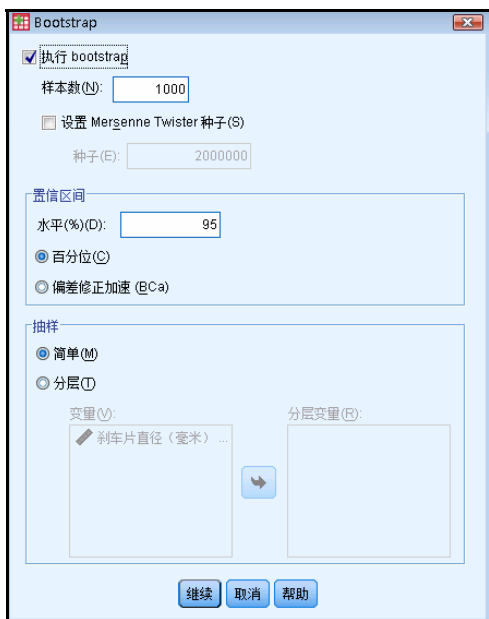 Bootstrap
执行 bootstrap
样本数(N): 1000
设置 Mersenne Twister 种子(S)
种子(E): 2000000
置信区间
水平(%)(D): 95
百分位(C)
偏差修正加速 (BCa)
抽样
简单(M)
分层(T)
变量(V): 分层变量(R):
刹车片直径（毫米） ...
继续 取消 帮助